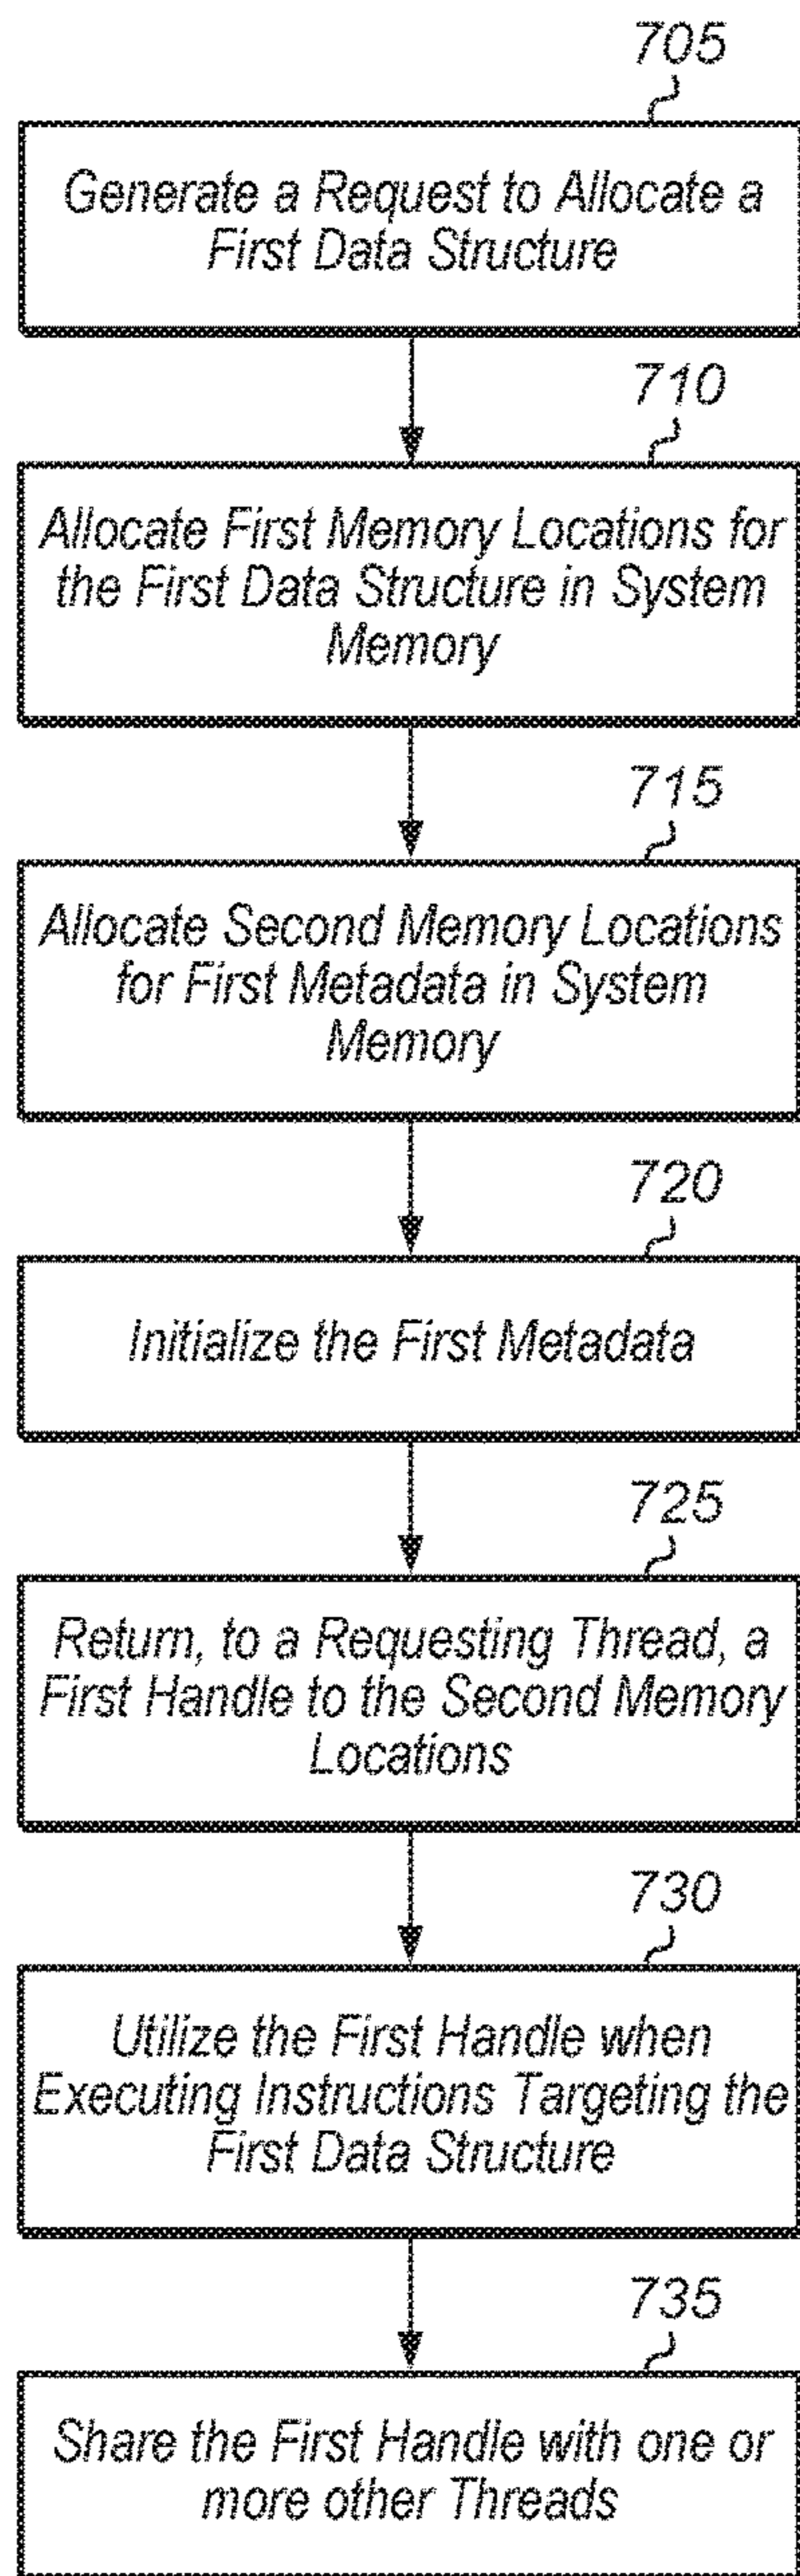 705
Generate a Request to Allocate a
First Data Structure
710
Allocate First Memory Locations for
the First Data Structure in System
Memory
715
Allocate Second Memory Locations
for First Metadata in System
Memory
720
Initialize the First Metadata
725
Return, to a Requesting Thread, a
First Handle to the Second Memory
Locations
730
Utilize the First Handle when
Executing Instructions Targeting the
First Data Structure
735
Share the First Handle with one or
more other Threads